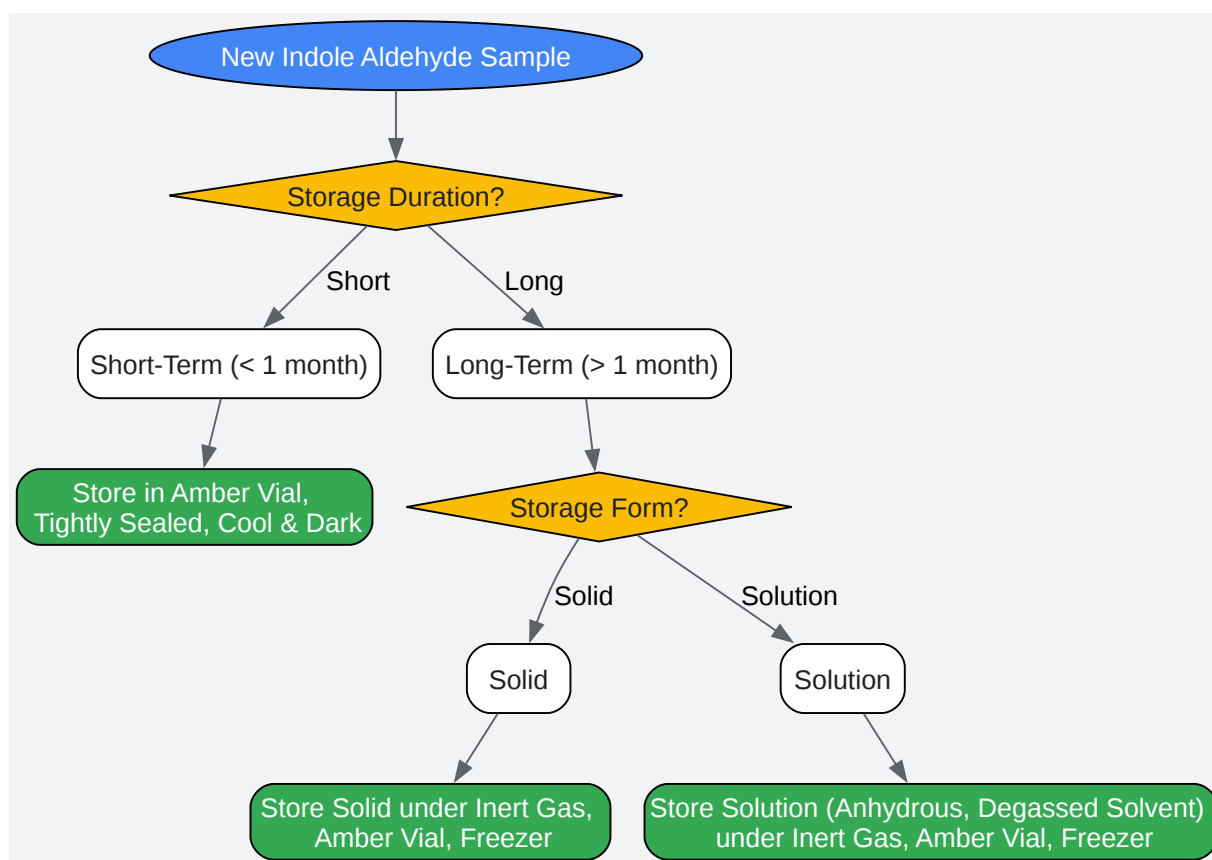 New Indole Aldehyde Sample
Storage Duration?
Short
Long
Short-Term (< 1 month)
Long-Term (> 1 month)
Store in Amber Vial,
Tightly Sealed, Cool & Dark
Storage Form?
Solid
Solution
Solid
Solution
Store Solid under Inert Gas,
Amber Vial, Freezer
Store Solution (Anhydrous, Degassed Solvent)
under Inert Gas, Amber Vial, Freezer